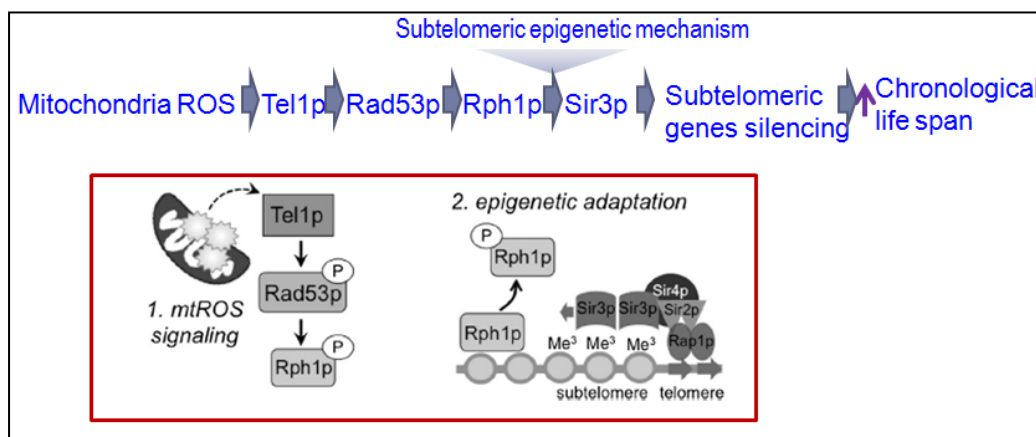 Subtelomeric epigenetic mechanism
Mitochondria ROS Tel1p Rad53p Rph1p Sir3p Subtelomeric genes silencing Chronological life span
1. mtROS signaling
Tel1p
Rad53p
P
Rph1p
P
2. epigenetic adaptation
P
Rph1p
Rph1p
Sir3p Sir3p Sir4p Sir2p
Me³ Me³ Me³ Rap1p
subtelomere telomere